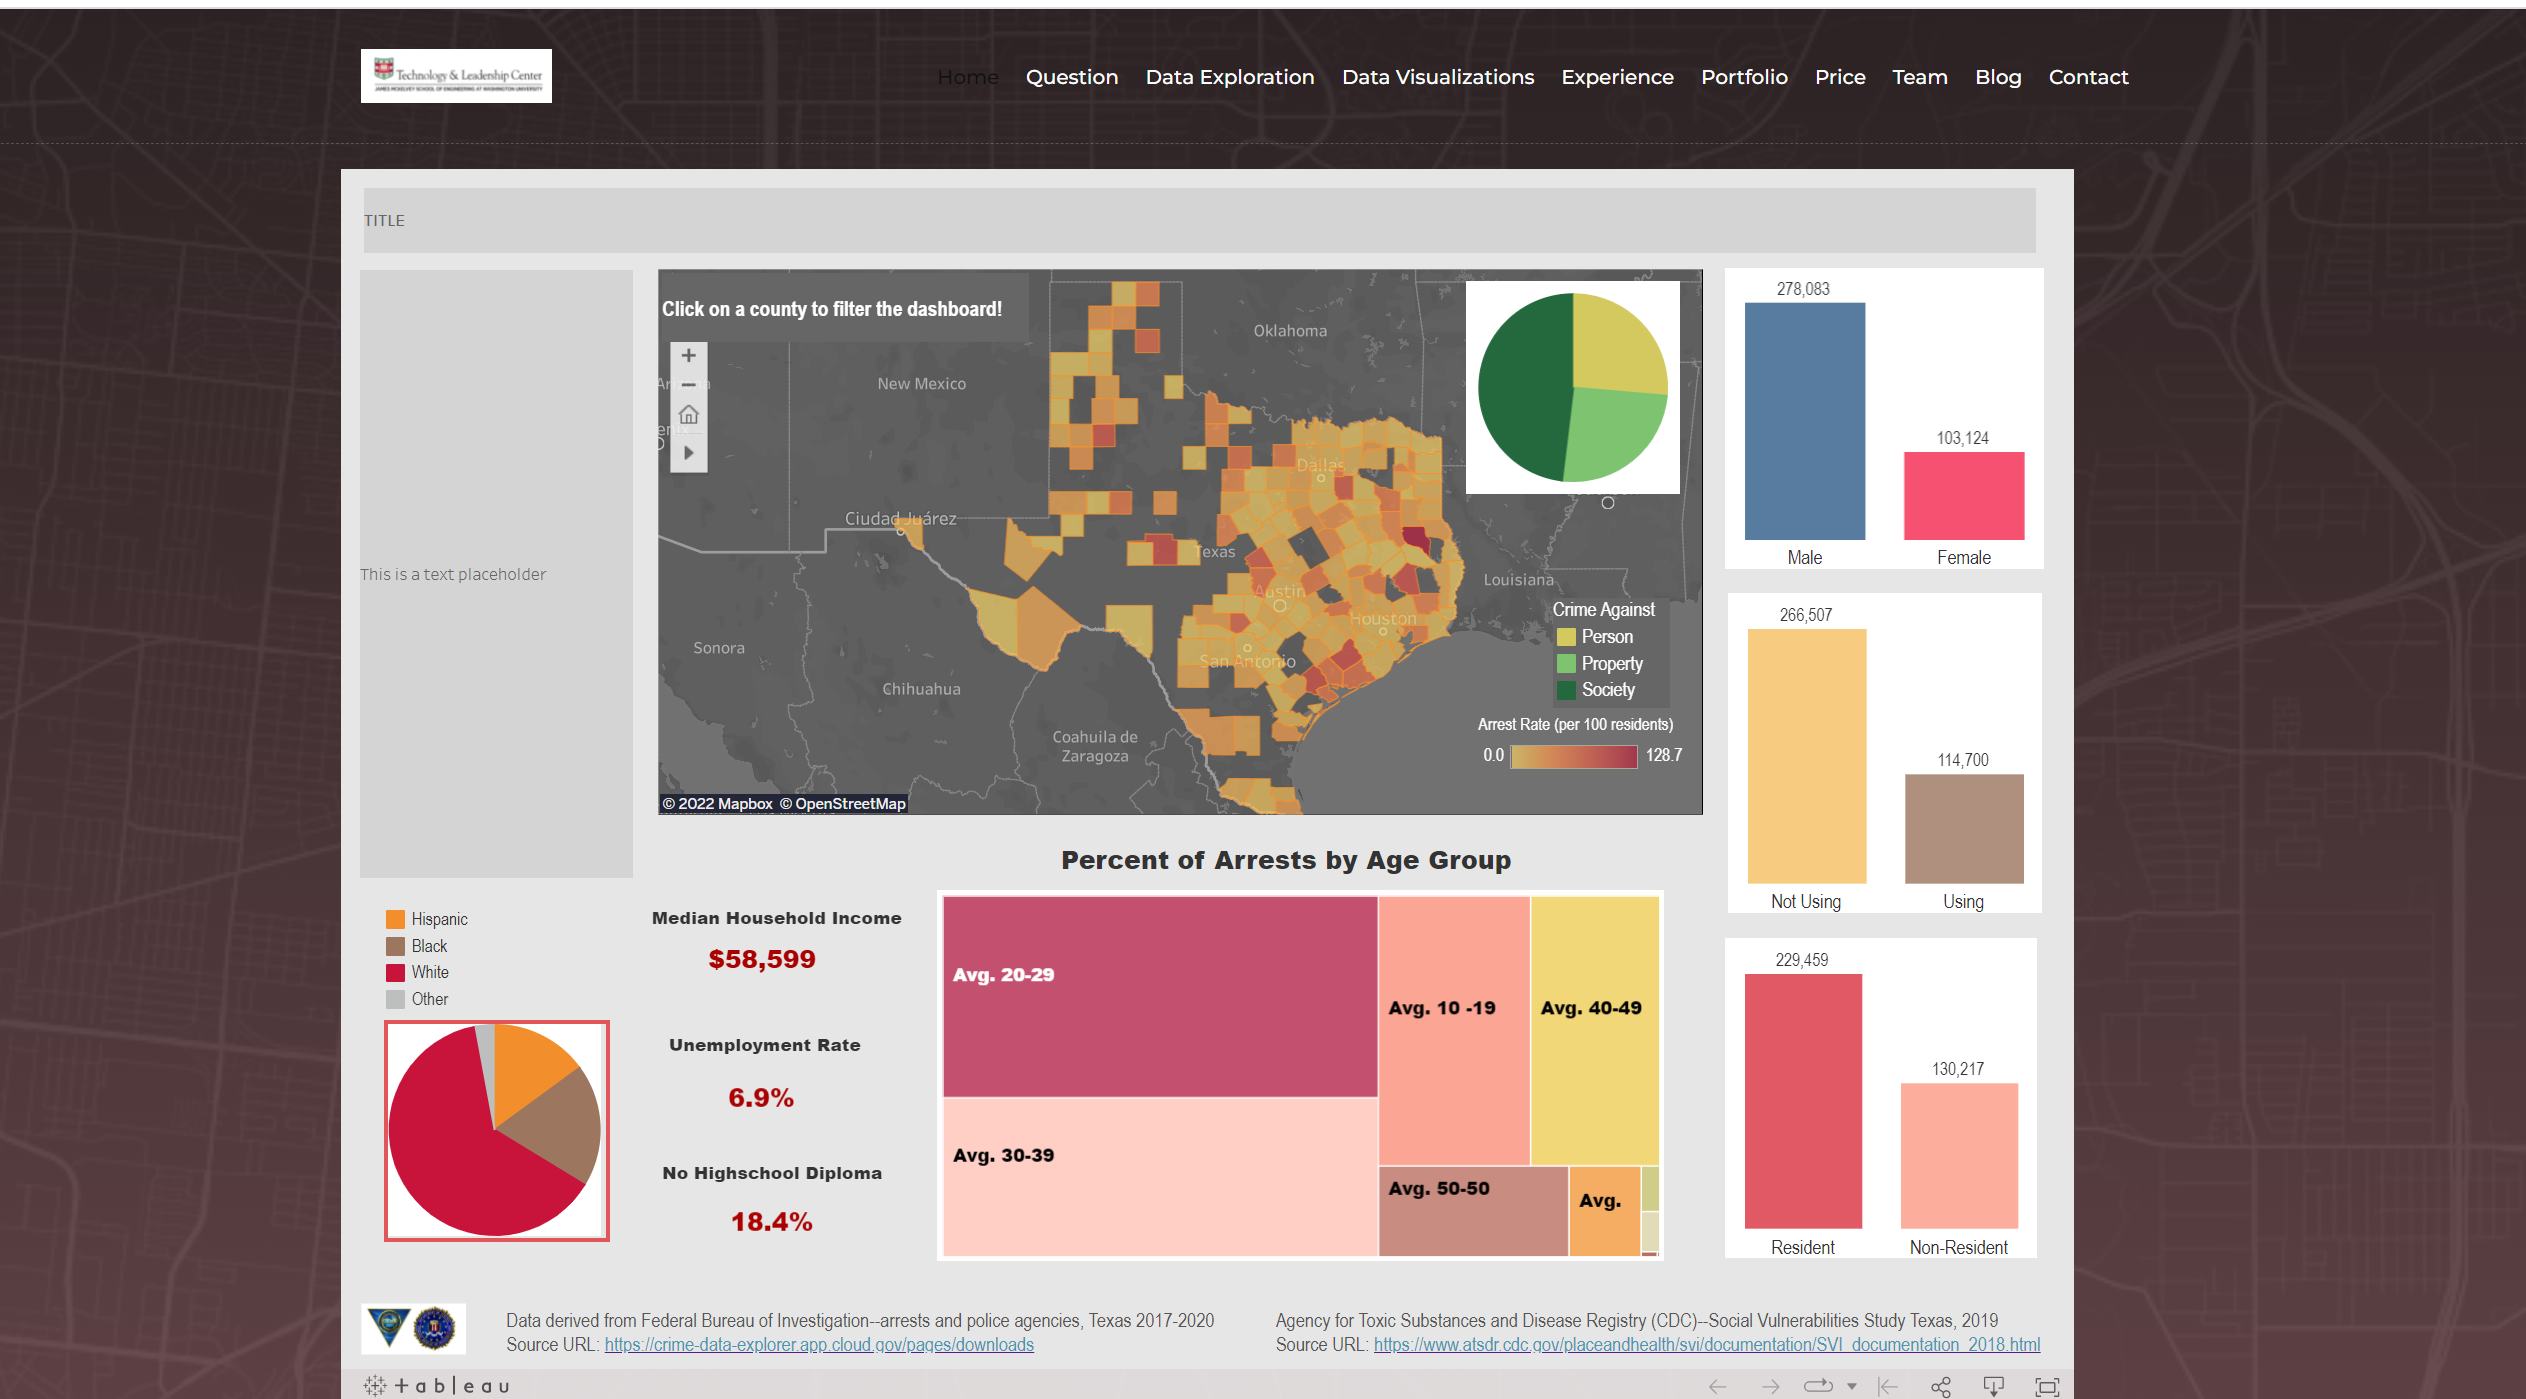 Technology & Leadership Center
JAMES MCKELVEY SCHOOL OF ENGINEERING AT WASHINGTON UNIVERSITY
Home Question Data Exploration Data Visualizations Experience Portfolio Price Team Blog Contact
TITLE
This is a text placeholder
Click on a county to filter the dashboard!
Oklahoma
New Mexico
Dallas
Ciudad Juárez
Texas
Louisiana
Austin
Houston
San Antonio
Sonora
Chihuahua
Coahuila de
Zaragoza
Crime Against
Person
Property
Society
Arrest Rate (per 100 residents)
0.0 128.7
© 2022 Mapbox © OpenStreetMap
278,083
103,124
Male Female
266,507
114,700
Not Using Using
229,459
130,217
Resident Non-Resident
Hispanic
Black
White
Other
Median Household Income
$58,599
Unemployment Rate
6.9%
No Highschool Diploma
18.4%
Percent of Arrests by Age Group
Avg. 20-29
Avg. 10 -19
Avg. 40-49
Avg. 30-39
Avg. 50-50
Avg.
Data derived from Federal Bureau of Investigation--arrests and police agencies, Texas 2017-2020
Source URL: https://crime-data-explorer.app.cloud.gov/pages/downloads
Agency for Toxic Substances and Disease Registry (CDC)--Social Vulnerabilities Study Texas, 2019
Source URL: https://www.atsdr.cdc.gov/placeandhealth/svi/documentation/SVI_documentation_2018.html
+ableau